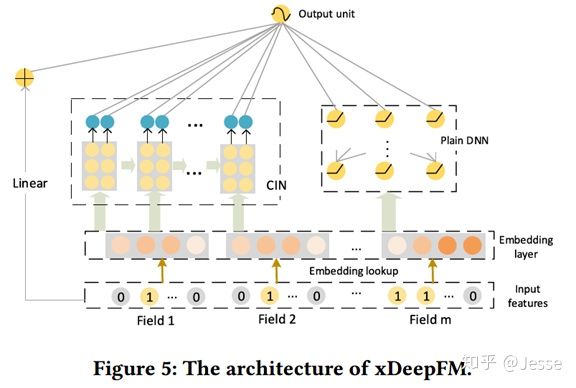 Output unit
...
Plain DNN
...
CIN
Linear
Embedding
layer
...
Embedding lookup
0 1 ... 0 0 1 ... 0 ... 1 1 ... 0
Input
features
Field 1 Field 2 Field m
知乎 @Jesse
Figure 5: The architecture of xDeepFM.